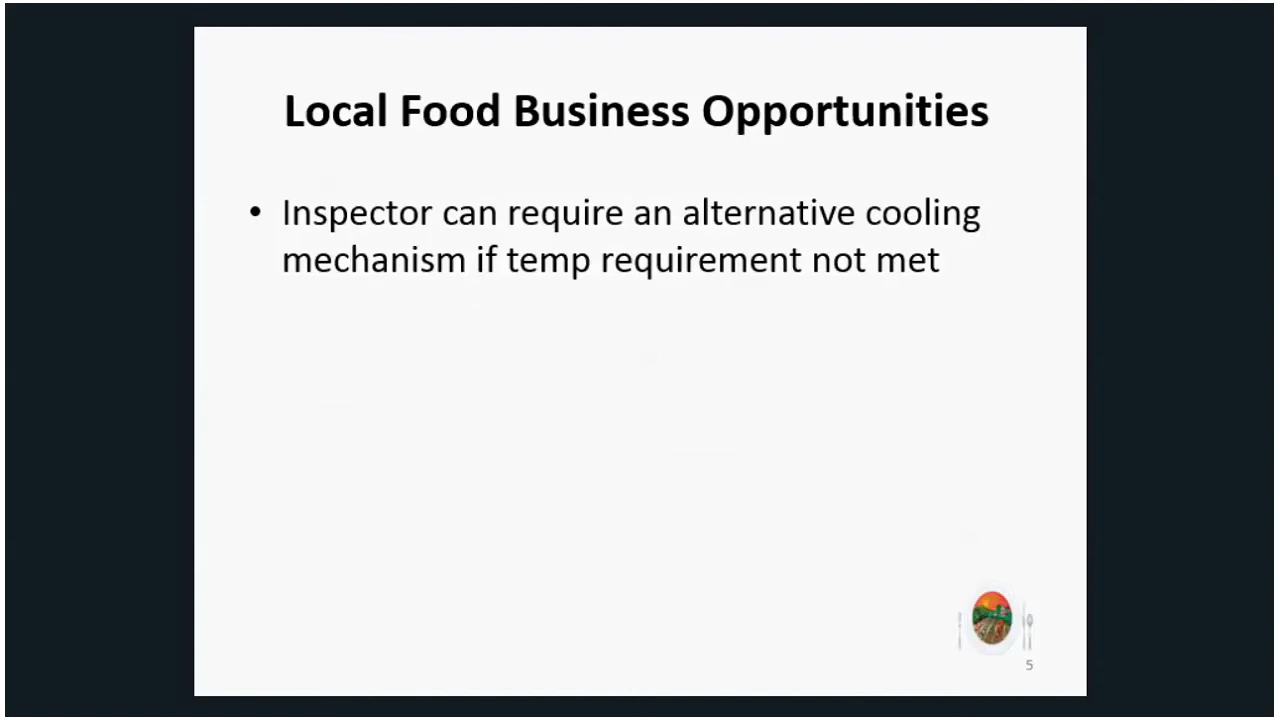 Local Food Business Opportunities
• Inspector can require an alternative cooling
mechanism if temp requirement not met
5